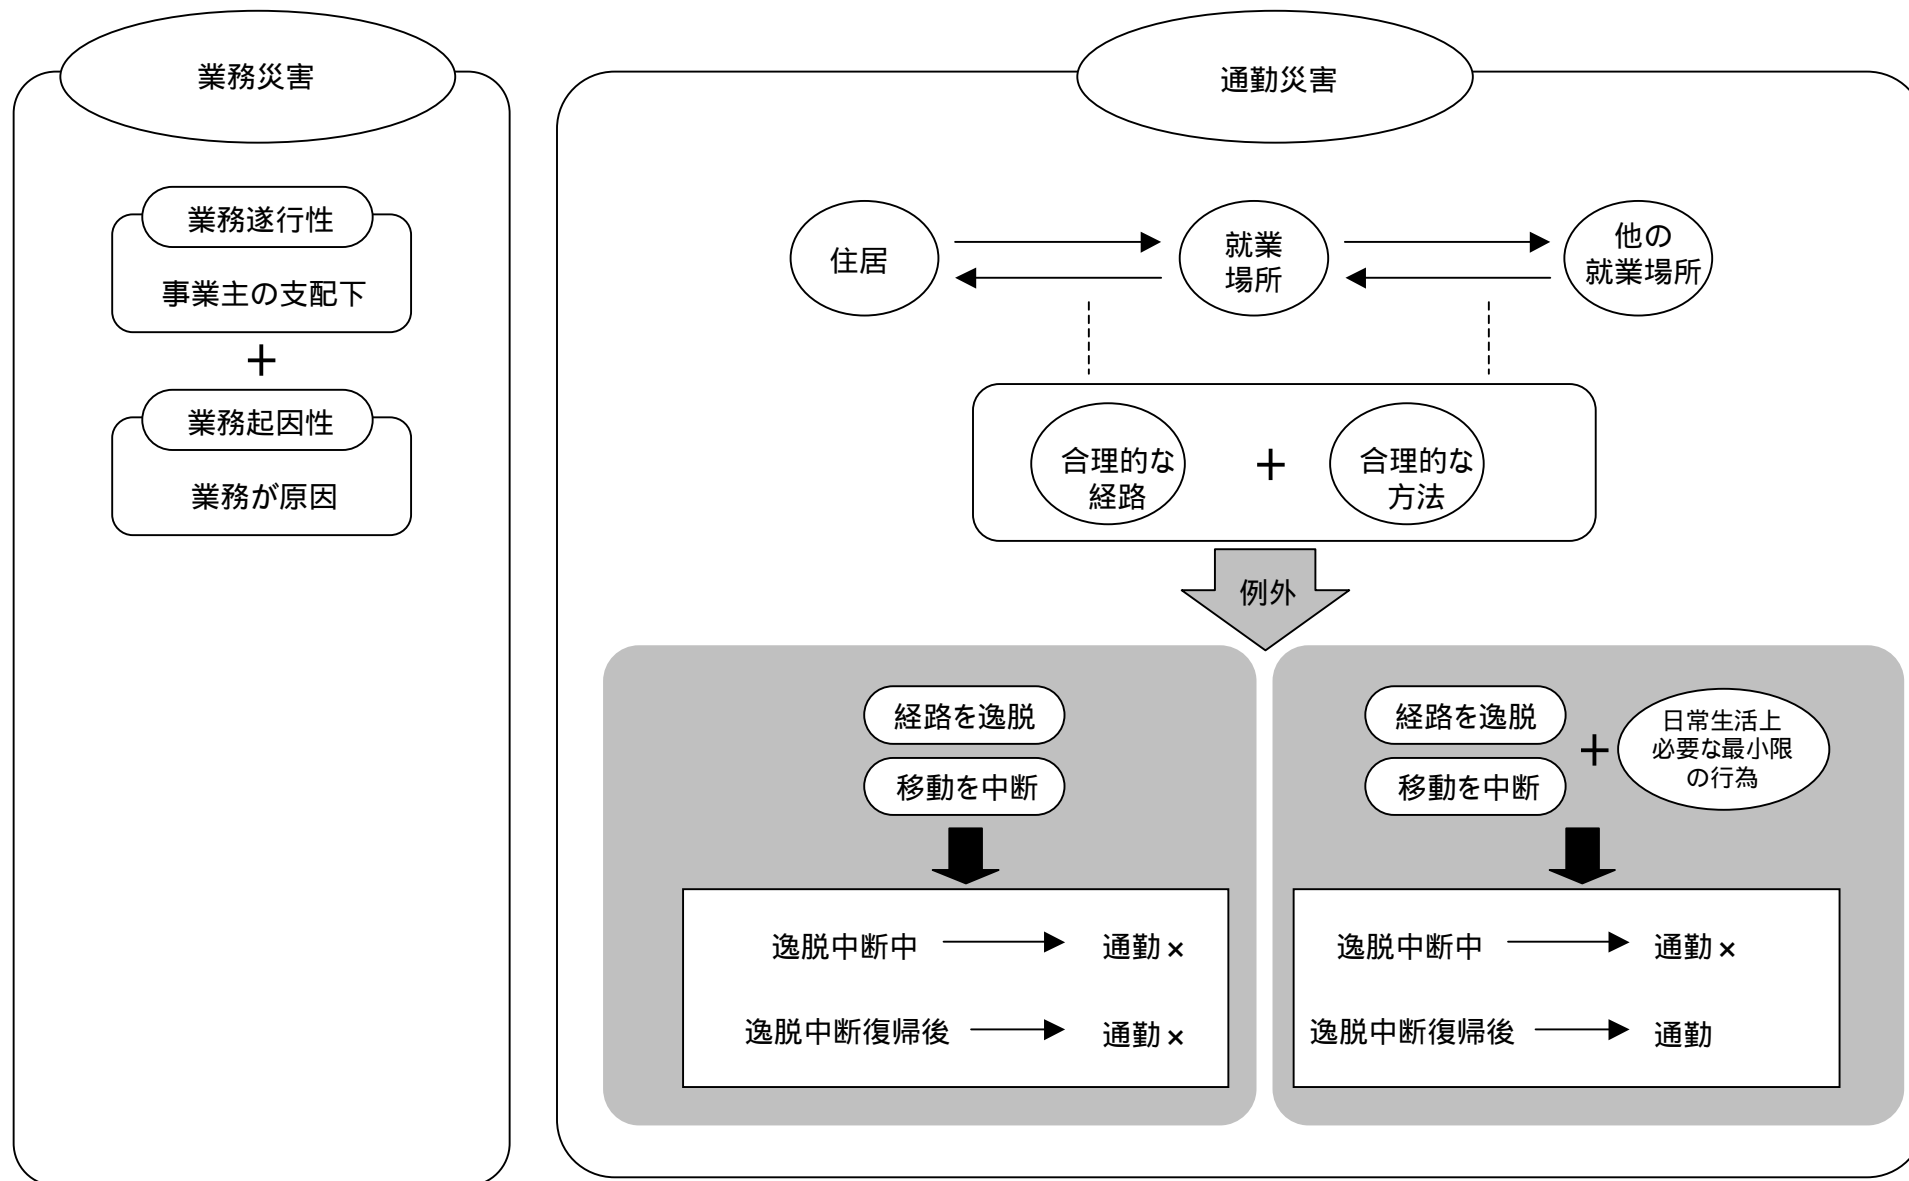 業務災害
業務遂行性
事業主の支配下
＋
業務起因性
業務が原因
通勤災害
住居
就業
場所
他の
就業場所
合理的な
経路
＋
合理的な
方法
例外
経路を逸脱
移動を中断
逸脱中断中
通勤×
逸脱中断復帰後
通勤×
経路を逸脱
移動を中断
＋
日常生活上
必要な最小限
の行為
逸脱中断中
通勤×
逸脱中断復帰後
通勤